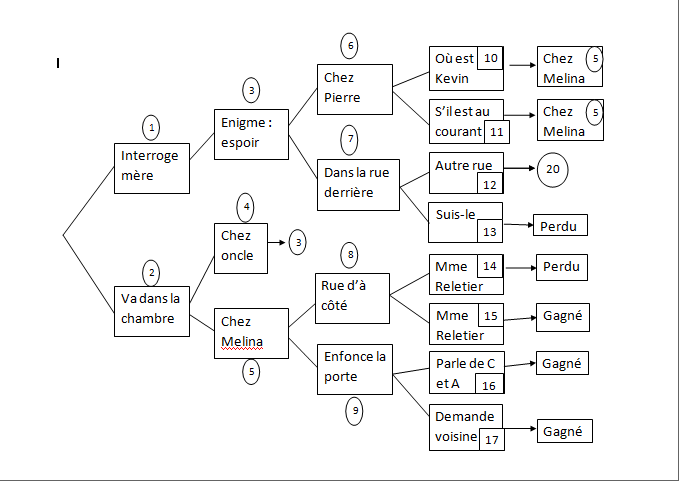 I
1
Interroge
mère
2
Va dans la
chambre
3
Enigme :
espoir
4
Chez
oncle
3
Chez
Melina
5
6
Chez
Pierre
7
Dans la rue
derrière
8
Rue d'à
côté
Enfonce la
porte
9
Où est 10
Kevin
Chez 5
Melina
S'il est au
courant 11
Chez 5
Melina
Autre rue
12
20
Suis-le
13
Perdu
Mme 14
Reletier
Perdu
Mme 15
Reletier
Gagné
Parle de C
et A 16
Gagné
Demande
voisine 17
Gagné